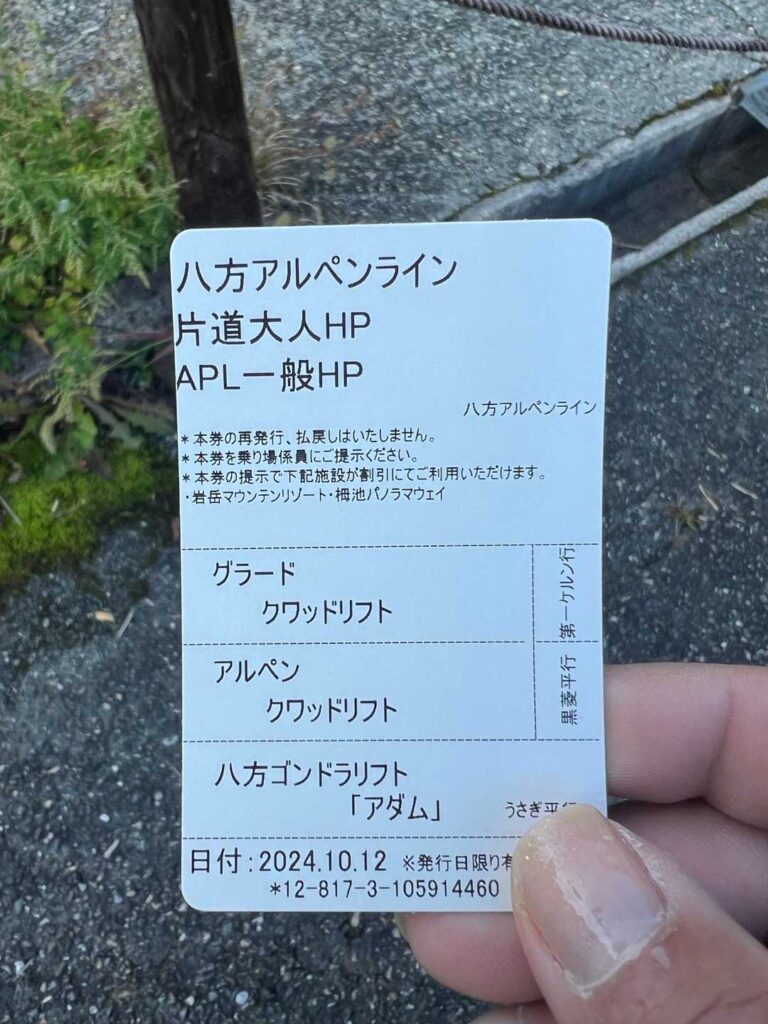 八方アルペンライン
片道大人HP
APL一般HP
八方アルペンライン
*本券の再発行、払戻しはいたしません。
*本券を乗り場係員にご提示ください。
*本券の提示で下記施設が割引にてご利用いただけます。
・岩岳マウンテンリゾート・栂池パノラマウェイ
グラード
クワッドリフト
第一ケルン行
アルペン
クワッドリフト
黒菱平行
八方ゴンドラリフト
「アダム」
うさぎ平行
日付:2024.10.12 ※発行日限り有
*12-817-3-105914460